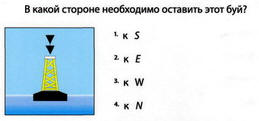 В какой стороне необходимо оставить этот буй?
1. к S
2. к E
3. к W
4. к N